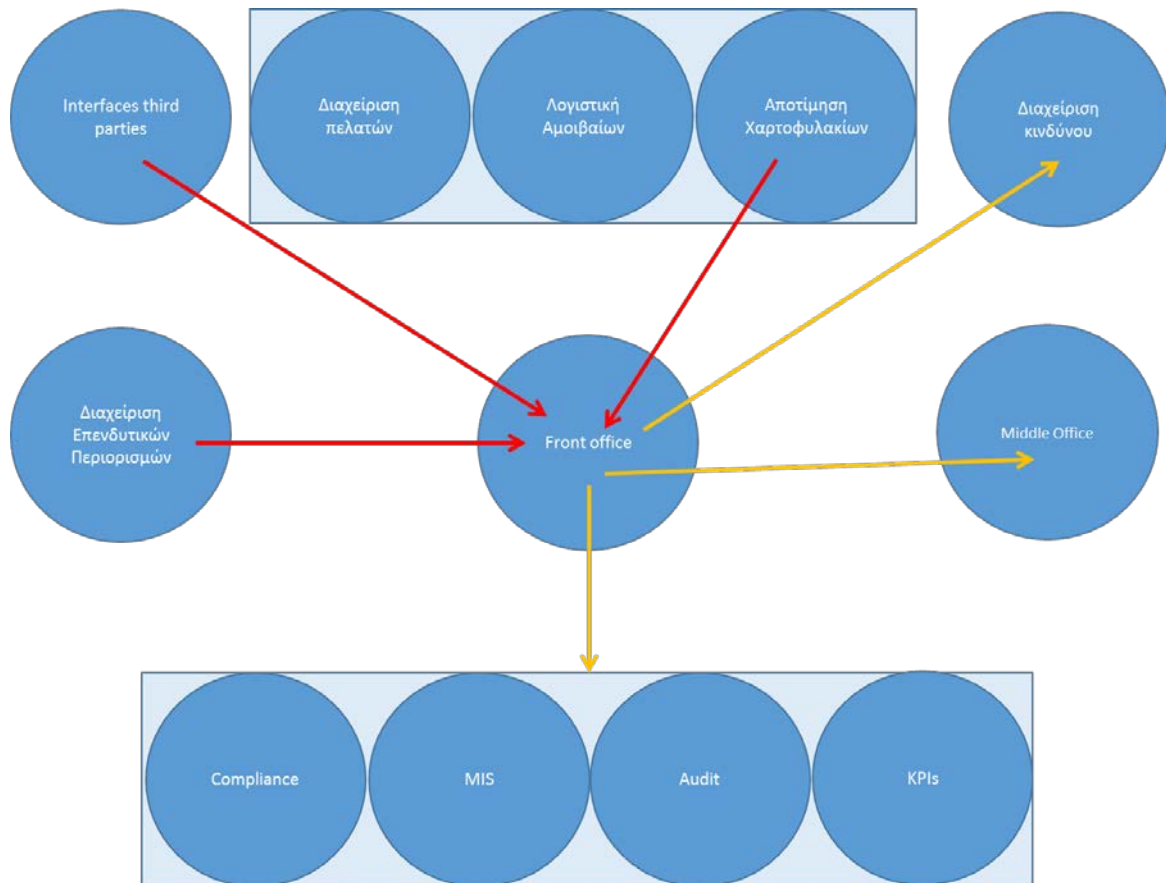 Interfaces third
parties
Διαχείριση
πελατών
Λογιστική
Αμοιβαίων
Αποτίμηση
Χαρτοφυλακίων
Διαχείριση
κινδύνου
Διαχείριση
Επενδυτικών
Περιορισμών
Front office
Middle Office
Compliance
MIS
Audit
KPIs